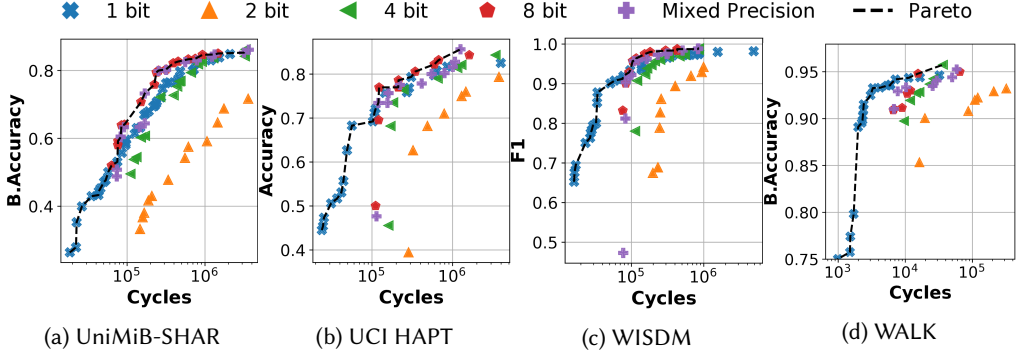 1 bit 2 bit 4 bit 8 bit Mixed Precision Pareto
B.Accuracy
0.8
0.6
0.4
10^5 10^6
Cycles
(a) UniMiB-SHAR
Accuracy
0.8
0.7
0.6
0.5
0.4
10^5 10^6
Cycles
(b) UCI HAPT
F1
1.0
0.9
0.8
0.7
0.6
0.5
10^5 10^6
Cycles
(c) WISDM
B.Accuracy
0.95
0.90
0.85
0.80
0.75
10^3 10^4 10^5
Cycles
(d) WALK